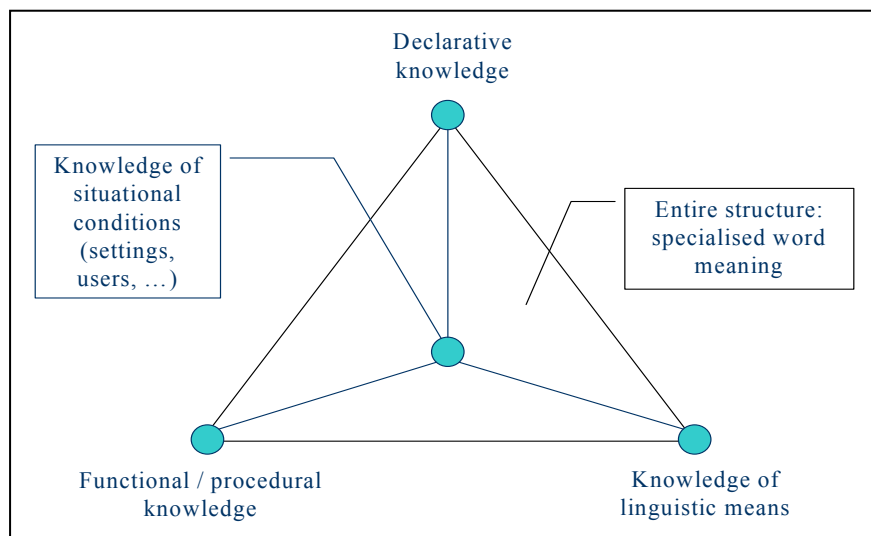 Declarative
knowledge
Knowledge of
situational
conditions
(settings,
users, …)
Entire structure:
specialised word
meaning
Functional / procedural
knowledge
Knowledge of
linguistic means